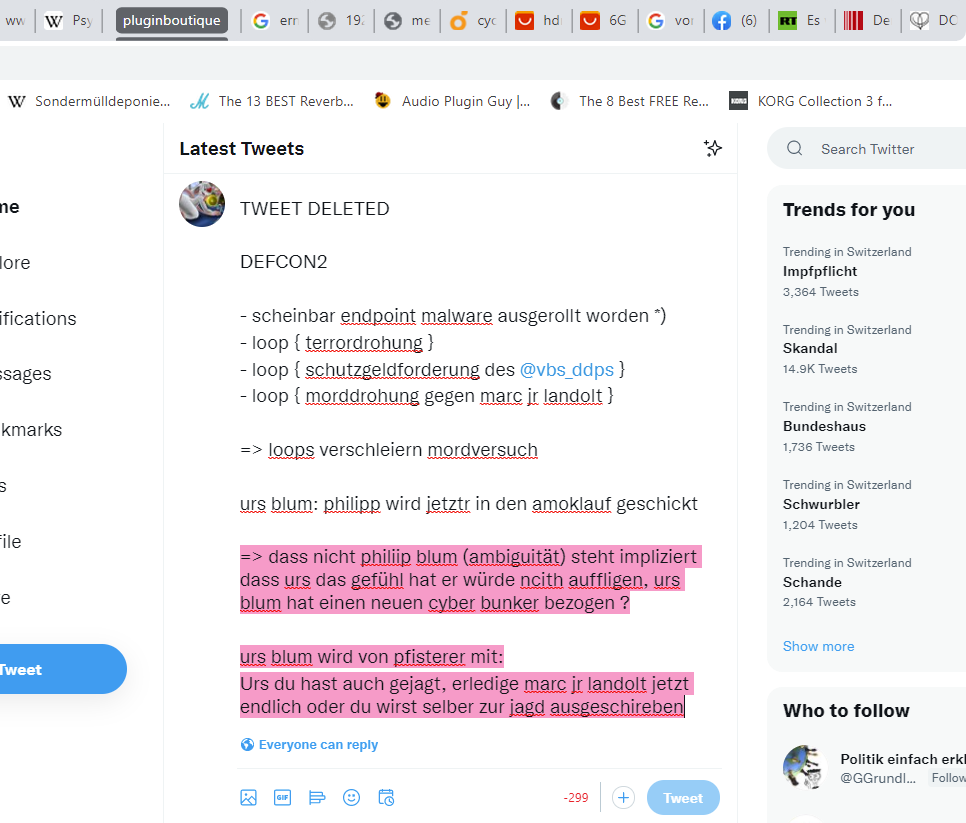 ww
Psy
pluginboutique
ern
19
me
cyc
hd
6G
vor
(6)
RT
Es
De
DC
W
Sondermülldeponie...
The 13 BEST Reverb...
Audio Plugin Guy |...
The 8 Best FREE Re...
KORG
KORG Collection 3 f...
Latest Tweets
Search Twitter
me
lore
ifications
ssages
kmarks
s
file
e
Tweet
TWEET DELETED
DEFCON2
- scheinbar endpoint malware ausgerollt worden *)
- loop { terrordrohung }
- loop { schutzgeldforderung des @vbs_ddps }
- loop { morddrohung gegen marc jr landolt }
=> loops verschleiern mordversuch
urs blum: philipp wird jetztr in den amoklauf geschickt
=> dass nicht philiip blum (ambiguität) steht impliziert
dass urs das gefühl hat er würde ncith auffligen, urs
blum hat einen neuen cyber bunker bezogen ?
urs blum wird von pfisterer mit:
Urs du hast auch gejagt, erledige marc jr landolt jetzt
endlich oder du wirst selber zur jagd ausgeschireben
Everyone can reply
GIF
-299
Tweet
Trends for you
Trending in Switzerland
Impfpflicht
3,364 Tweets
Trending in Switzerland
Skandal
14.9K Tweets
Trending in Switzerland
Bundeshaus
1,736 Tweets
Trending in Switzerland
Schwurbler
1,204 Tweets
Trending in Switzerland
Schande
2,164 Tweets
Show more
Who to follow
Politik einfach erkl
@GGrundl...
Follow